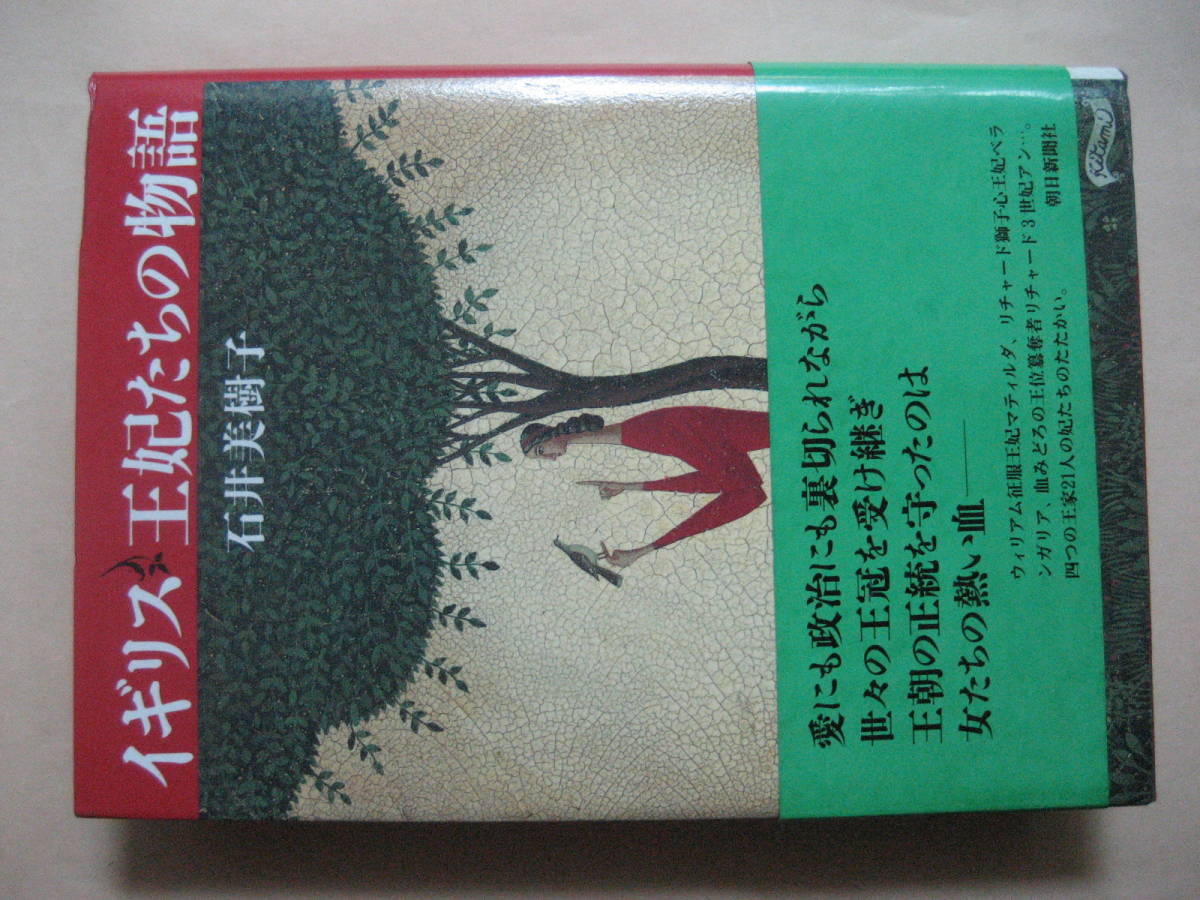 イギリス王妃たちの物語
石井美樹子
愛にも政治にも裏切られながら
世々の王冠を受け継ぎ
王朝の正統を守ったのは
女たちの熱い血———
ウィリアム征服王妃マティルダ、リチャード獅子心王妃ベラ
ンガリア、血みどろの王位簒奪者リチャード3世妃アン…。
四つの王家21人の妃たちのたたかい。
朝日新聞社
Kitami